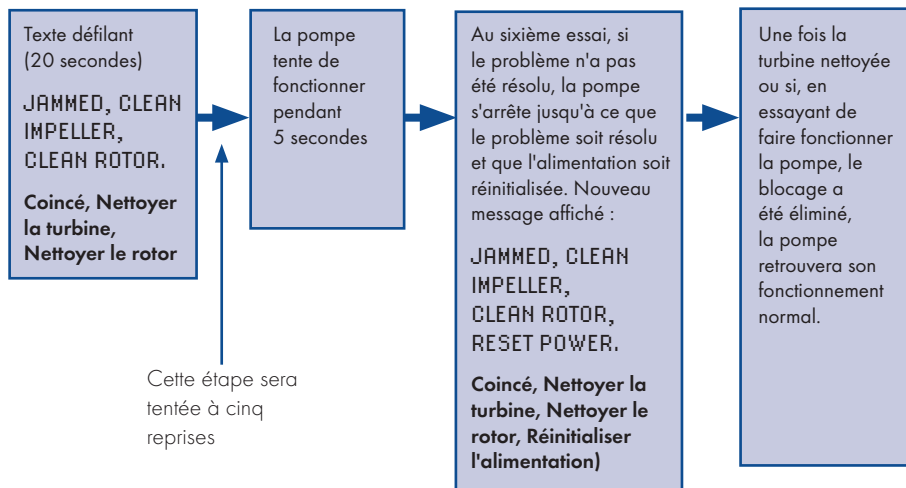 Texte défilant
(20 secondes)
JAMMED, CLEAN
IMPELLER,
CLEAN ROTOR.
Coincé, Nettoyer
la turbine,
Nettoyer le rotor
La pompe
tente de
fonctionner
pendant
5 secondes
Au sixième essai, si
le problème n'a pas
été résolu, la pompe
s'arrête jusqu'à ce que
le problème soit résolu
et que l'alimentation soit
réinitialisée. Nouveau
message affiché :
JAMMED, CLEAN
IMPELLER,
CLEAN ROTOR,
RESET POWER.
Coincé, Nettoyer la
turbine, Nettoyer le
rotor, Réinitialiser
l'alimentation)
Une fois la
turbine nettoyée
ou si, en
essayant de
faire fonctionner
la pompe, le
blocage a
été éliminé,
la pompe
retrouvera son
fonctionnement
normal.
Cette étape sera
tentée à cinq
reprises